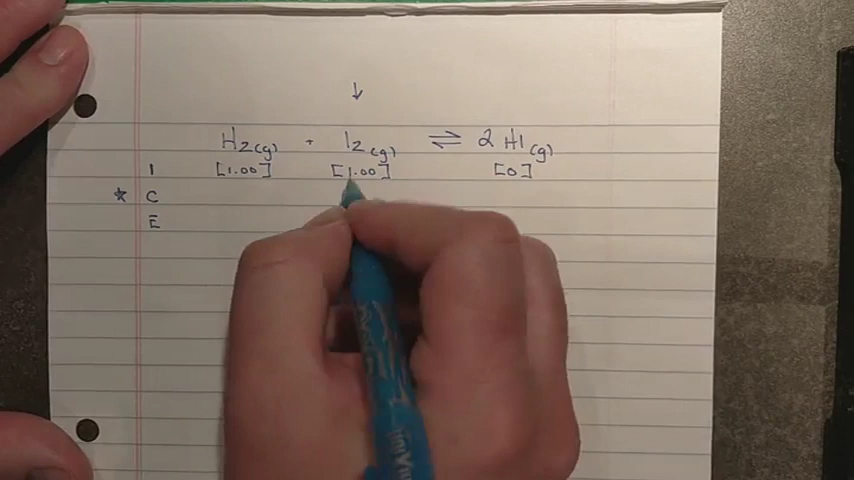 ↓
H2(g) + I2(g) ⇌ 2 HI(g)
I [1.00] [1.00] [0]
* C
E